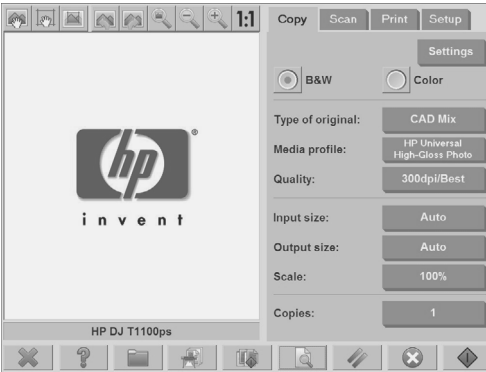 1:1
Copy Scan Print Setup
Settings
B&W Color
Type of original: CAD Mix
Media profile: HP Universal
High-Gloss Photo
Quality: 300dpi/Best
Input size: Auto
Output size: Auto
Scale: 100%
Copies: 1
hp®
invent
HP DJ T1100ps
?